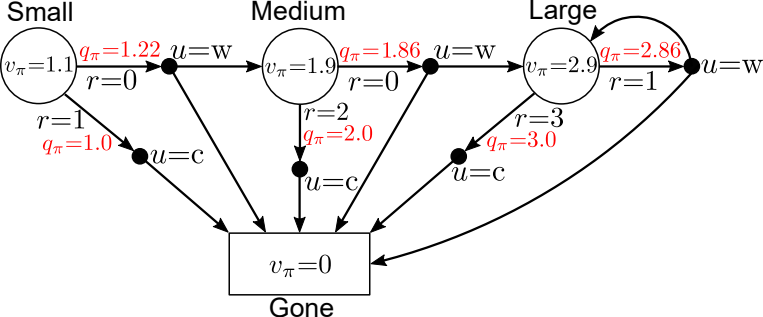 Small
Medium
Large
q_π=1.22
u=w
q_π=1.86
u=w
q_π=2.86
v_π=1.1
v_π=1.9
v_π=2.9
u=w
r=0
r=0
r=1
r=1
r=2
r=3
q_π=1.0
q_π=2.0
q_π=3.0
u=c
u=c
u=c
v_π=0
Gone